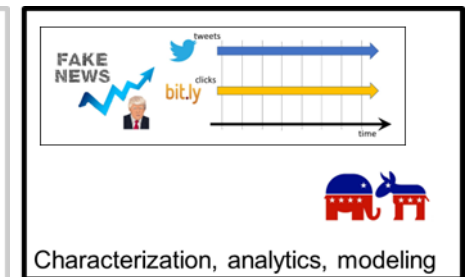 tweets
FAKE
NEWS
clicks
bit.ly
time
Characterization, analytics, modeling